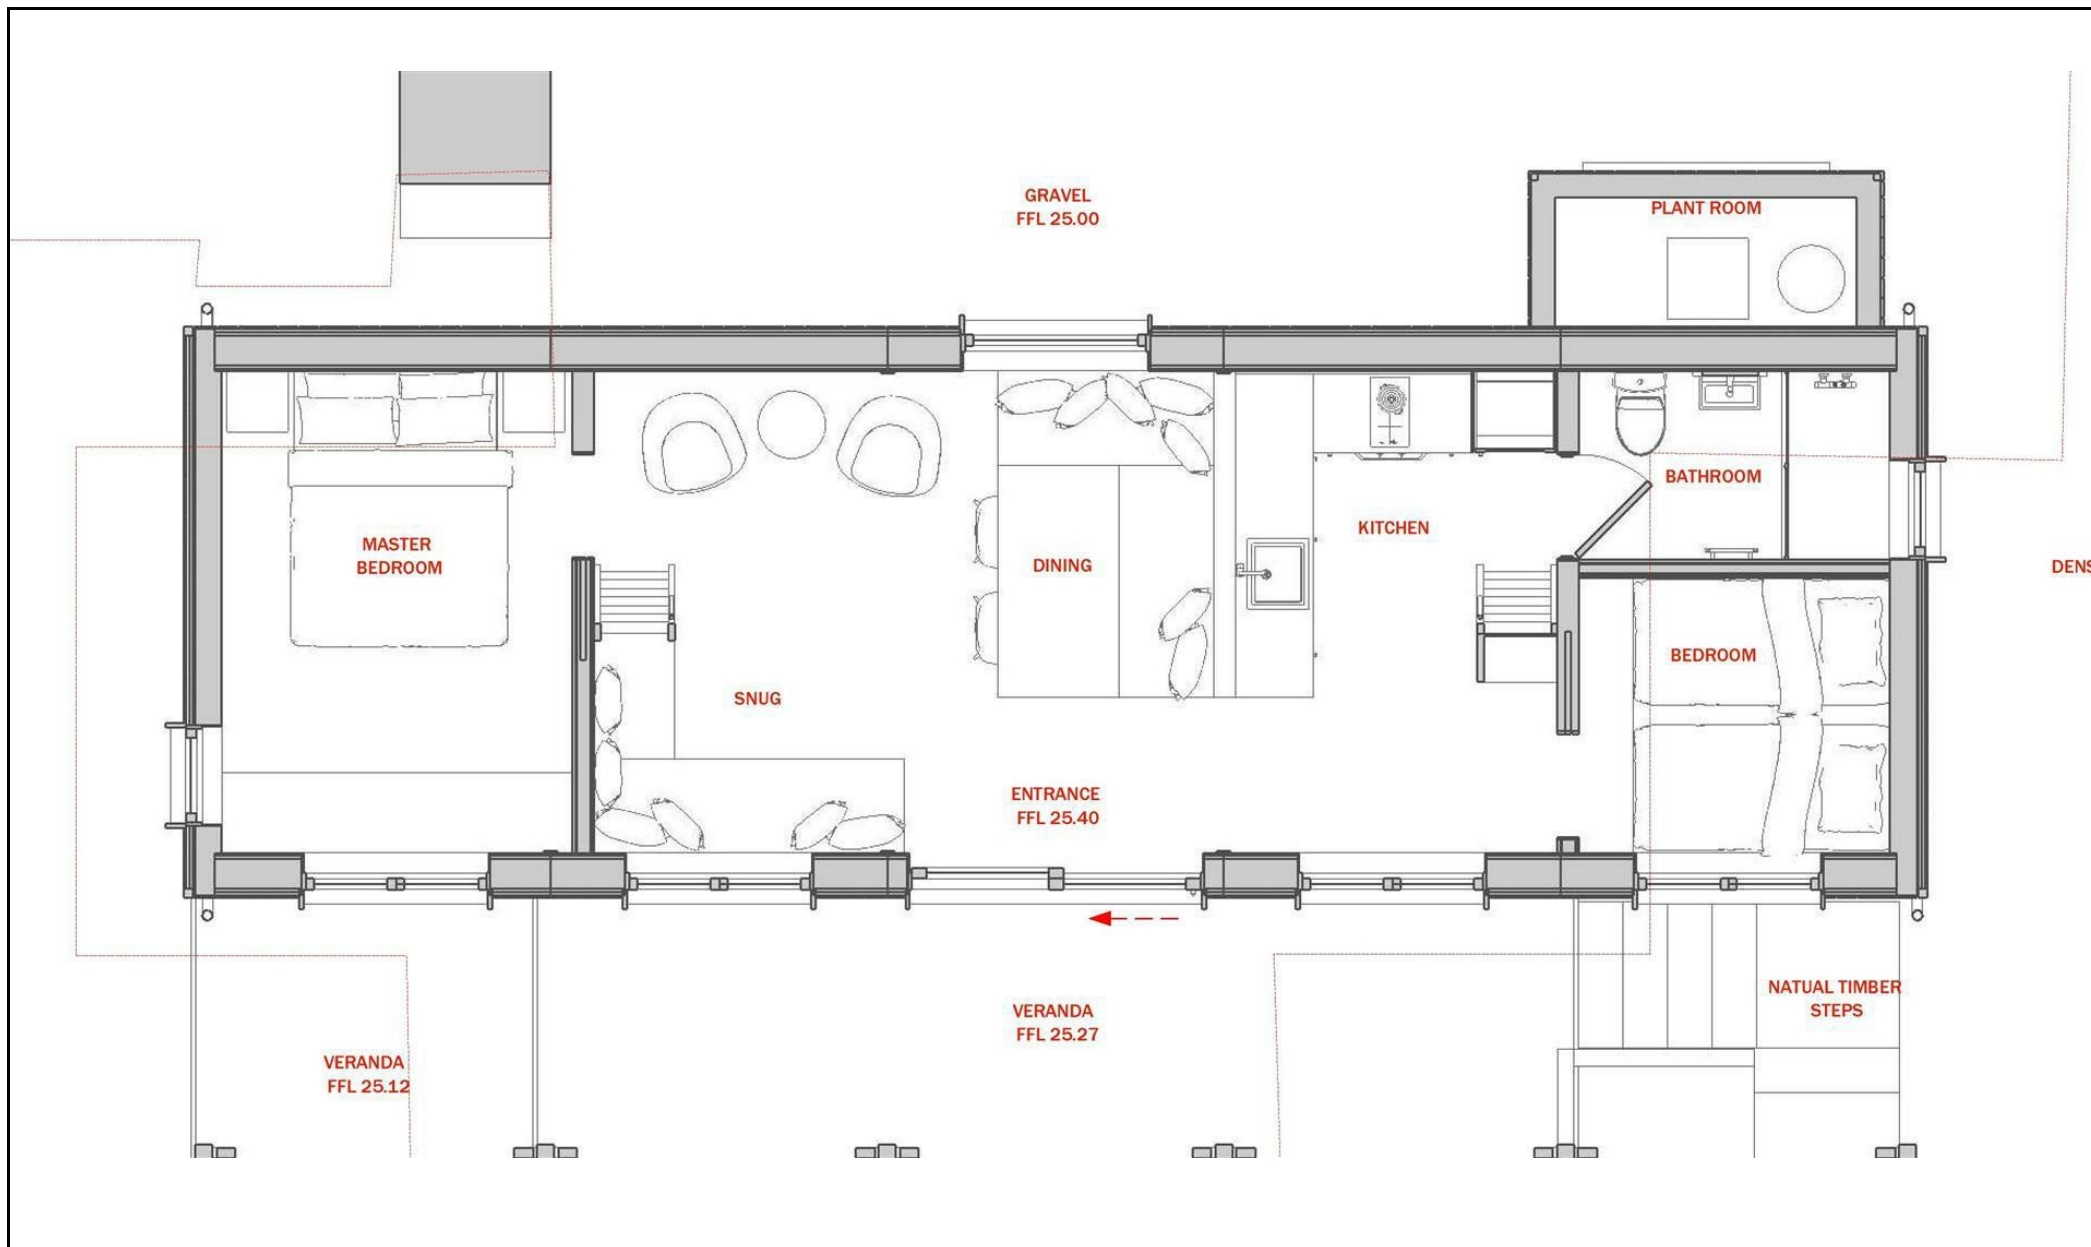 GRAVEL
FFL 25.00
PLANT ROOM
BATHROOM
KITCHEN
MASTER
BEDROOM
DINING
DENS
BEDROOM
SNUG
ENTRANCE
FFL 25.40
NATUAL TIMBER
STEPS
VERANDA
FFL 25.27
VERANDA
FFL 25.12